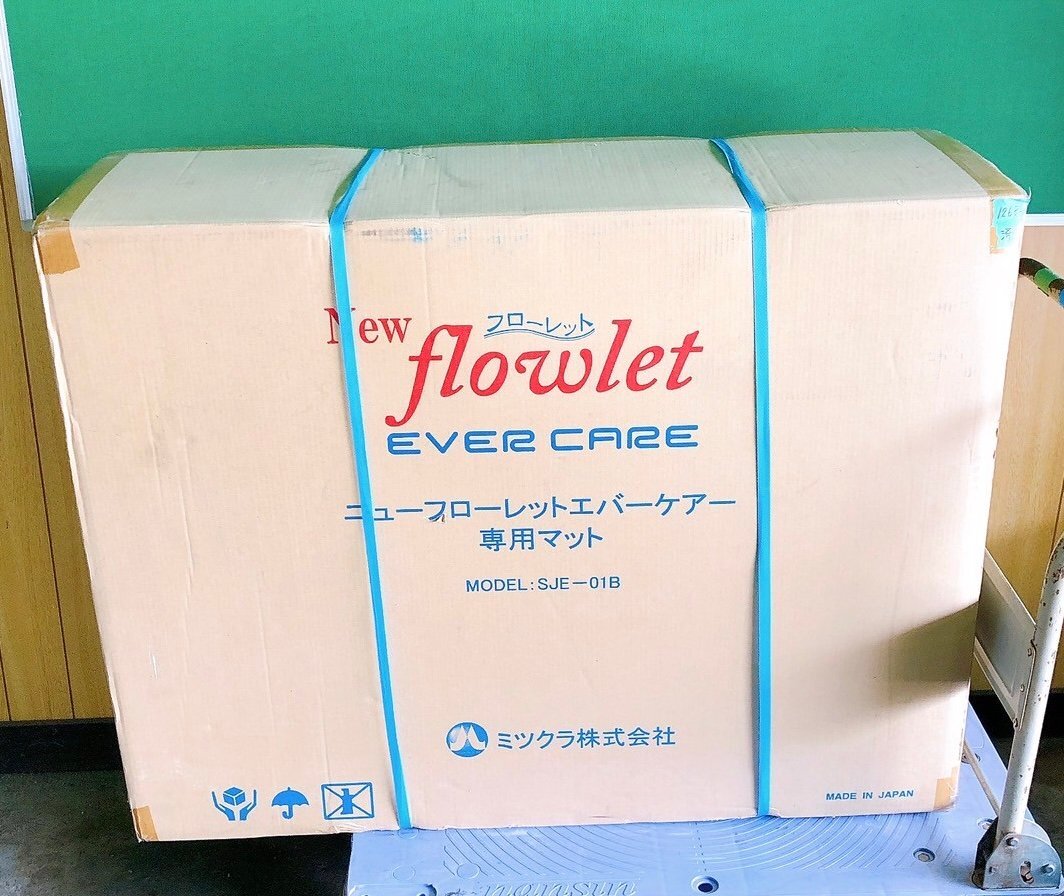 New
フローレット
flowlet
EVER CARE
ニューフローレットエバーケアー
専用マット
MODEL:SJE-01B
ミツクラ株式会社
MADE IN JAPAN
nansin